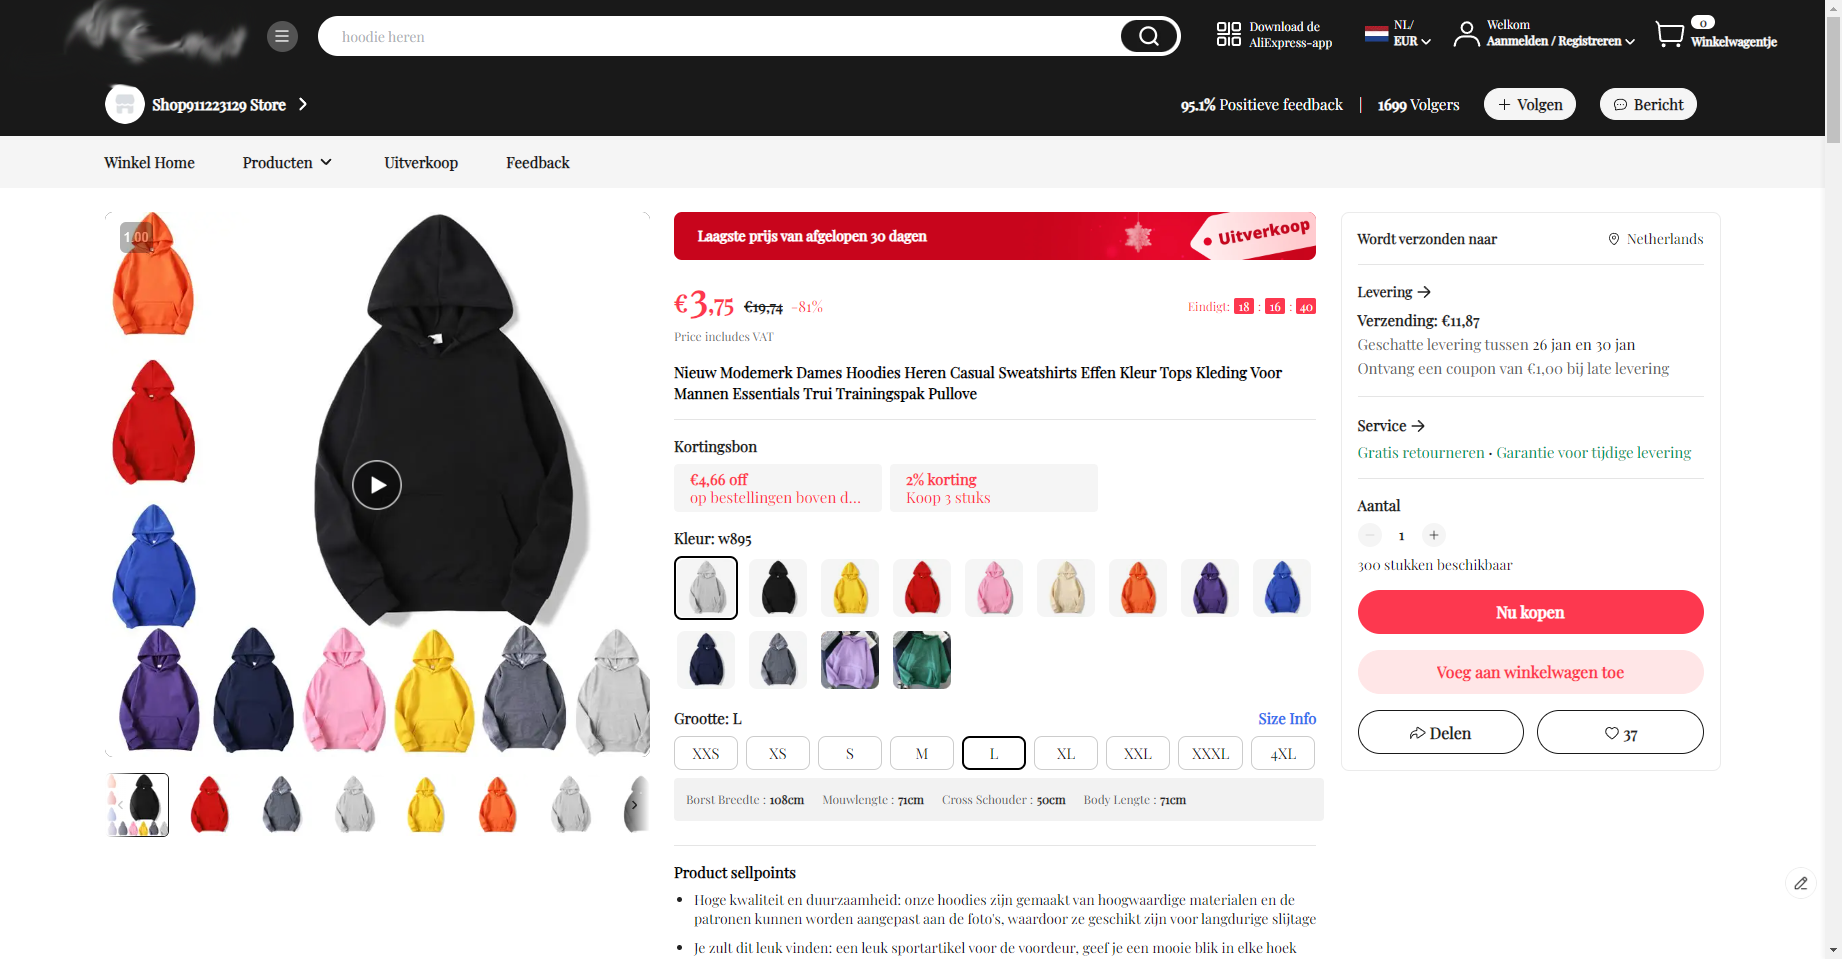 hoodie heren
Download de
AliExpress-app
NL/
EUR
Welkom
Aanmelden / Registreren
0
Winkelwagentje
Shop911223129 Store
95.1% Positieve feedback | 1699 Volgers
+ Volgen
Bericht
Winkel Home
Producten
Uitverkoop
Feedback
1.00
Laagste prijs van afgelopen 30 dagen
Uitverkoop
€3,75 €19,74 -81%
Eindigt: 18 : 16 : 40
Price includes VAT
Nieuw Modemerk Dames Hoodies Heren Casual Sweatshirts Effen Kleur Tops Kleding Voor
Mannen Essentials Trui Trainingspak Pullove
Kortingsbon
€4,66 off
op bestellingen boven d...
2% korting
Koop 3 stuks
Kleur: w895
Grootte: L
Size Info
XXS XS S M L XL XXL XXXL 4XL
Borst Breedte : 108cm Mouwlengte : 71cm Cross Schouder : 50cm Body Lengte : 71cm
Product sellpoints
• Hoge kwaliteit en duurzaamheid: onze hoodies zijn gemaakt van hoogwaardige materialen en de
patronen kunnen worden aangepast aan de foto's, waardoor ze geschikt zijn voor langdurige slijtage
• Je zult dit leuk vinden: een leuk sportartikel voor de voordeur, geef je een mooie blik in elke hoek
Wordt verzonden naar
Netherlands
Levering
Verzending: €11,87
Geschatte levering tussen 26 jan en 30 jan
Ontvang een coupon van €1,00 bij late levering
Service
Gratis retourneren · Garantie voor tijdige levering
Aantal
− 1 +
300 stukken beschikbaar
Nu kopen
Voeg aan winkelwagen toe
Delen
37